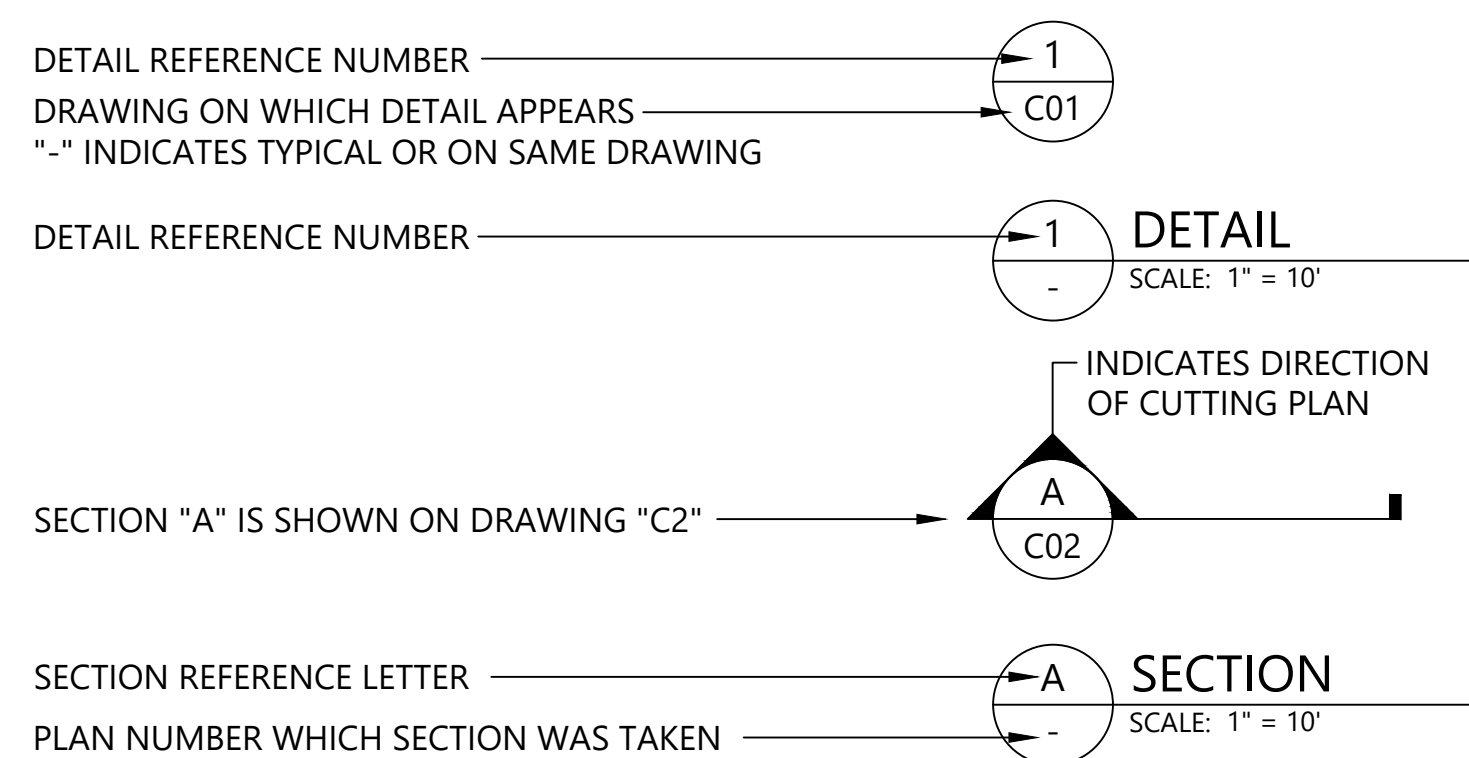 DETAIL REFERENCE NUMBER
1
DRAWING ON WHICH DETAIL APPEARS
C01
"-" INDICATES TYPICAL OR ON SAME DRAWING
DETAIL REFERENCE NUMBER
1
DETAIL
-
SCALE: 1" = 10'
INDICATES DIRECTION
OF CUTTING PLAN
A
SECTION "A" IS SHOWN ON DRAWING "C2"
C02
SECTION REFERENCE LETTER
A
SECTION
PLAN NUMBER WHICH SECTION WAS TAKEN
-
SCALE: 1" = 10'